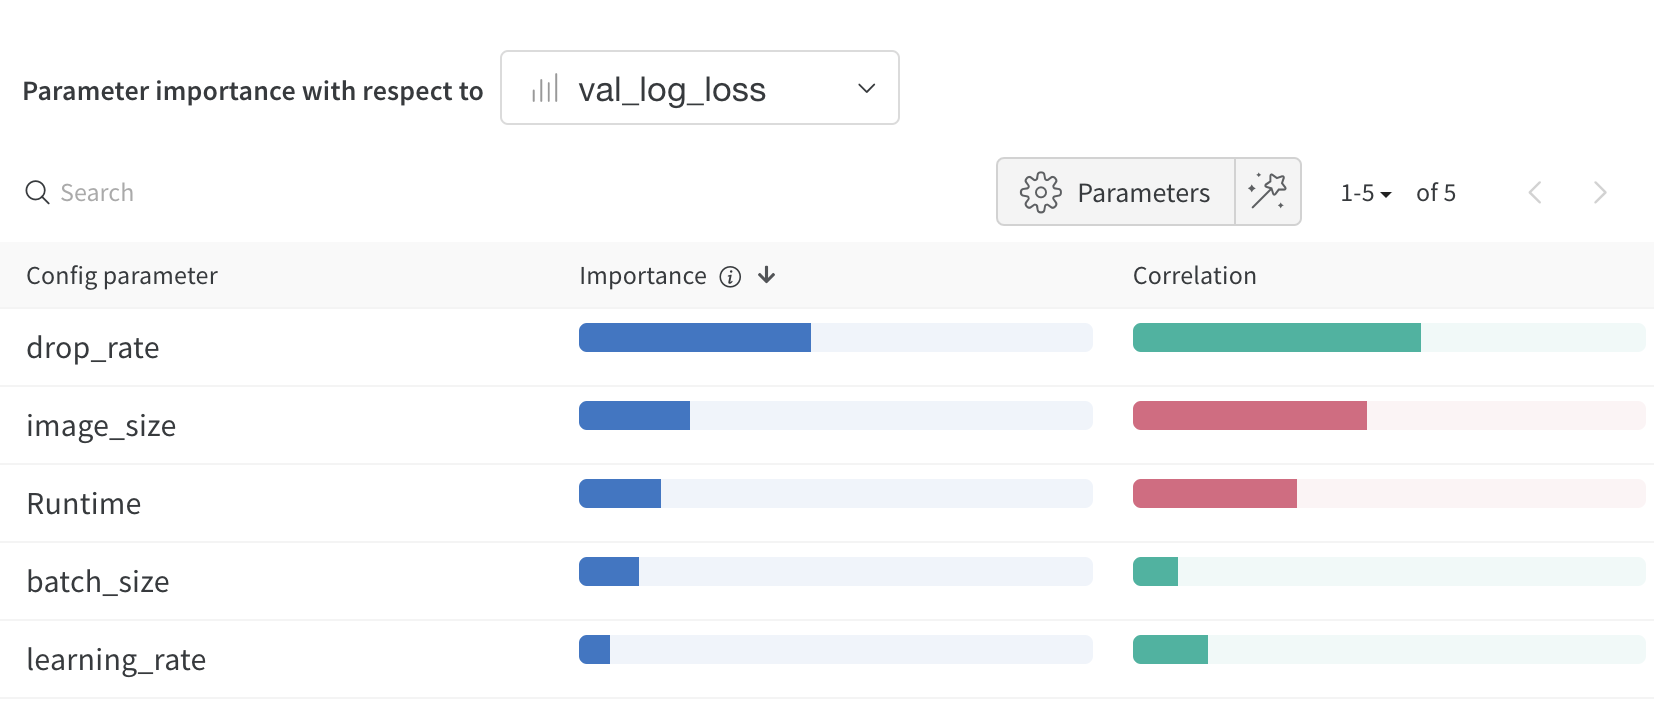 Parameter importance with respect to val_log_loss
Search Parameters 1-5 of 5
Config parameter Importance Correlation
drop_rate
image_size
Runtime
batch_size
learning_rate